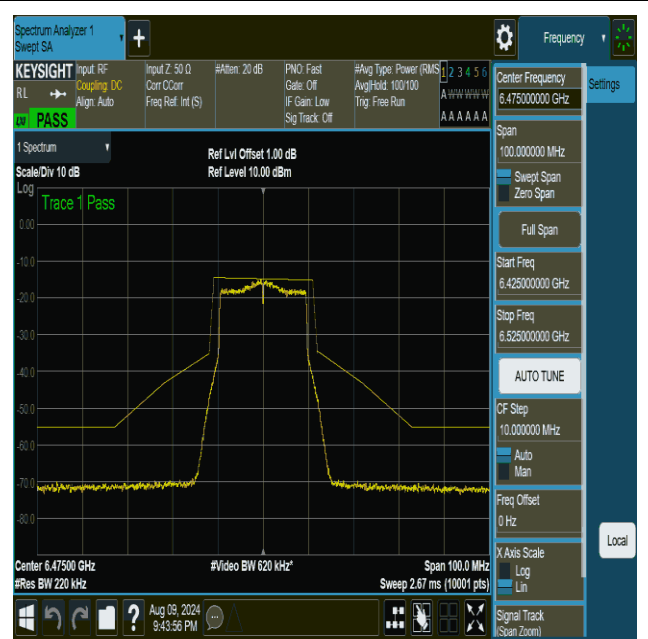 Spectrum Analyzer 1
Swept SA
Frequency
KEYSIGHT
RL
LXI PASS
Input: RF
Coupling: DC
Align: Auto
Input Z: 50 Ω
Corr CCorr
Freq Ref: Int (S)
#Atten: 20 dB
PNO: Fast
Gate: Off
IF Gain: Low
Sig Track: Off
#Avg Type: Power (RMS
Avg|Hold: 100/100
Trig: Free Run
1 2 3 4 5 6
A W W W W W
A A A A A A
Center Frequency
6.475000000 GHz
Settings
Span
100.000000 MHz
Swept Span
Zero Span
Full Span
Start Freq
6.425000000 GHz
Stop Freq
6.525000000 GHz
AUTO TUNE
CF Step
10.000000 MHz
Auto
Man
Freq Offset
0 Hz
X Axis Scale
Log
Lin
Signal Track
(Span Zoom)
Local
1 Spectrum
Scale/Div 10 dB
Ref Lvl Offset 1.00 dB
Ref Level 10.00 dBm
Log
Trace 1 Pass
0.00
-10.0
-20.0
-30.0
-40.0
-50.0
-60.0
-70.0
-80.0
Center 6.47500 GHz
#Res BW 220 kHz
#Video BW 620 kHz*
Span 100.0 MHz
Sweep 2.67 ms (10001 pts)
?
Aug 09, 2024
9:43:56 PM